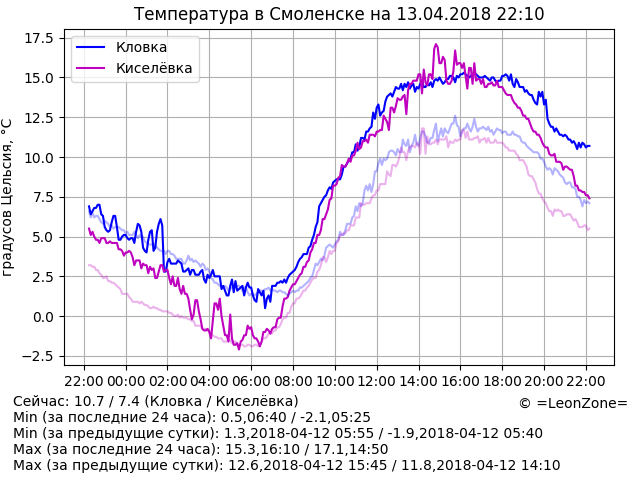 Температура в Смоленске на 13.04.2018 22:10
17.5
15.0
12.5
10.0
7.5
5.0
2.5
0.0
−2.5
градусов Цельсия, °C
Кловка
Киселёвка
22:00 00:00 02:00 04:00 06:00 08:00 10:00 12:00 14:00 16:00 18:00 20:00 22:00
Сейчас: 10.7 / 7.4 (Кловка / Киселёвка)
© =LeonZone=
Min (за последние 24 часа): 0.5,06:40 / -2.1,05:25
Min (за предыдущие сутки): 1.3,2018-04-12 05:55 / -1.9,2018-04-12 05:40
Max (за последние 24 часа): 15.3,16:10 / 17.1,14:50
Max (за предыдущие сутки): 12.6,2018-04-12 15:45 / 11.8,2018-04-12 14:10